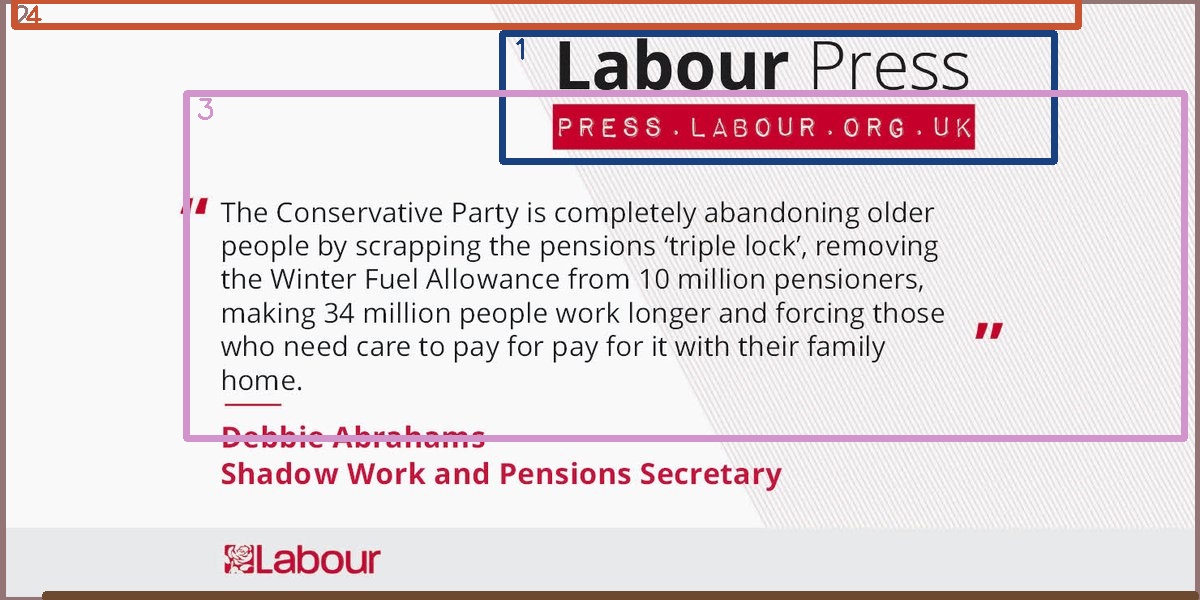 Labour Press
PRESS.LABOUR.ORG.UK
" The Conservative Party is completely abandoning older
people by scrapping the pensions ‘triple lock’, removing
the Winter Fuel Allowance from 10 million pensioners,
making 34 million people work longer and forcing those
who need care to pay for pay for it with their family
home. "
Debbie Abrahams
Shadow Work and Pensions Secretary
Labour